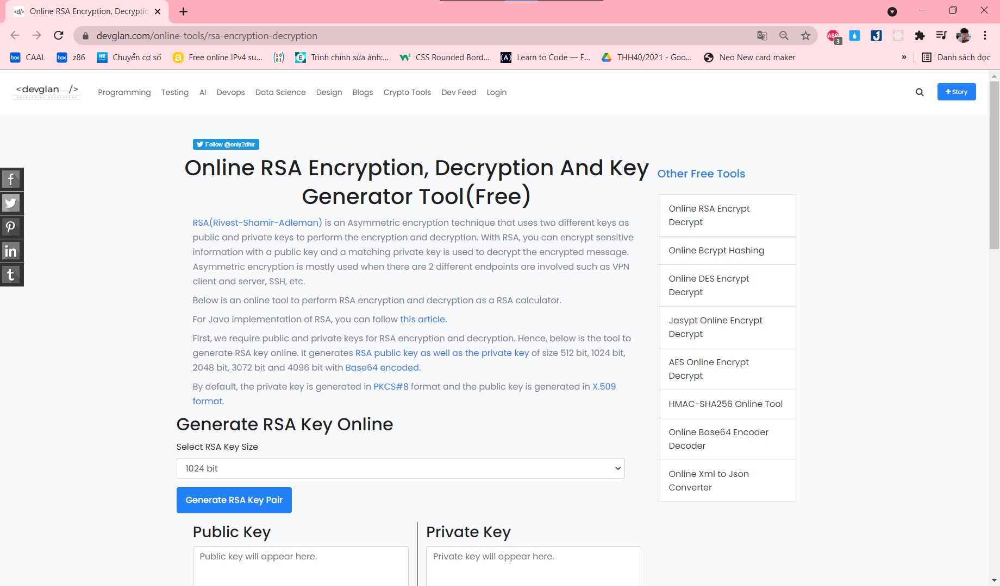 Online RSA Encryption, Decryptic
devglan.com/online-tools/rsa-encryption-decryption
ABP
3
box CAAL
box z86
Hi! Chuyển cơ số
a Free online IPv4 su...
10
01
E Trình chỉnh sửa ảnh:...
W3 CSS Rounded Bord...
(A) Learn to Code — F...
THH40/2021 - Goo...
Neo New card maker
»
Danh sách đọc
<devglan.com/>
DEVELOPING DEVELOPERS
Programming Testing AI Devops Data Science Design Blogs Crypto Tools Dev Feed Login
+Story
Follow @only2dhir
Online RSA Encryption, Decryption And Key
Generator Tool(Free)
RSA(Rivest-Shamir-Adleman) is an Asymmetric encryption technique that uses two different keys as
public and private keys to perform the encryption and decryption. With RSA, you can encrypt sensitive
information with a public key and a matching private key is used to decrypt the encrypted message.
Asymmetric encryption is mostly used when there are 2 different endpoints are involved such as VPN
client and server, SSH, etc.
Below is an online tool to perform RSA encryption and decryption as a RSA calculator.
For Java implementation of RSA, you can follow this article.
First, we require public and private keys for RSA encryption and decryption. Hence, below is the tool to
generate RSA key online. It generates RSA public key as well as the private key of size 512 bit, 1024 bit,
2048 bit, 3072 bit and 4096 bit with Base64 encoded.
By default, the private key is generated in PKCS#8 format and the public key is generated in X.509
format.
Generate RSA Key Online
Select RSA Key Size
1024 bit
Generate RSA Key Pair
Public Key
Public key will appear here.
Private Key
Private key will appear here.
Other Free Tools
Online RSA Encrypt
Decrypt
Online Bcrypt Hashing
Online DES Encrypt
Decrypt
Jasypt Online Encrypt
Decrypt
AES Online Encrypt
Decrypt
HMAC-SHA256 Online Tool
Online Base64 Encoder
Decoder
Online Xml to Json
Converter